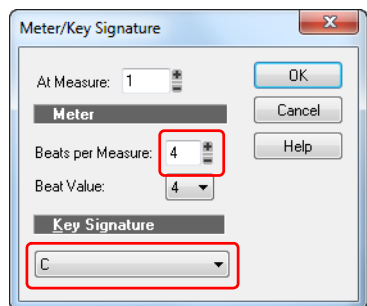 Meter/Key Signature
At Measure: 1
OK
Meter
Cancel
Beats per Measure: 4
Help
Beat Value: 4
Key Signature
C